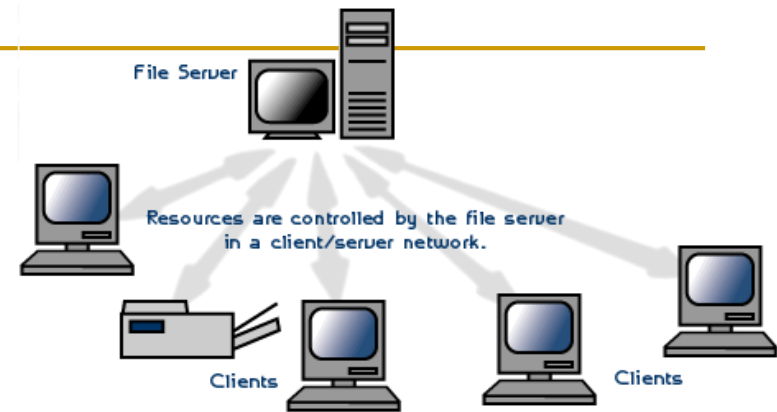 File Server
Resources are controlled by the file server
in a client/server network.
Clients
Clients